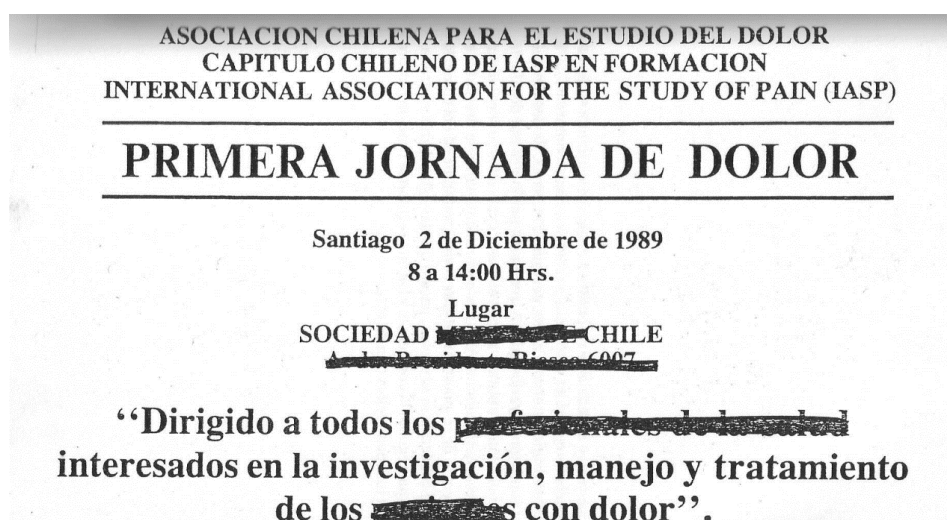 ASOCIACION CHILENA PARA EL ESTUDIO DEL DOLOR
CAPITULO CHILENO DE IASP EN FORMACION
INTERNATIONAL ASSOCIATION FOR THE STUDY OF PAIN (IASP)
PRIMERA JORNADA DE DOLOR
Santiago 2 de Diciembre de 1989
8 a 14:00 Hrs.
Lugar
SOCIEDAD CHILE
“Dirigido a todos los
interesados en la investigación, manejo y tratamiento
de los con dolor”.